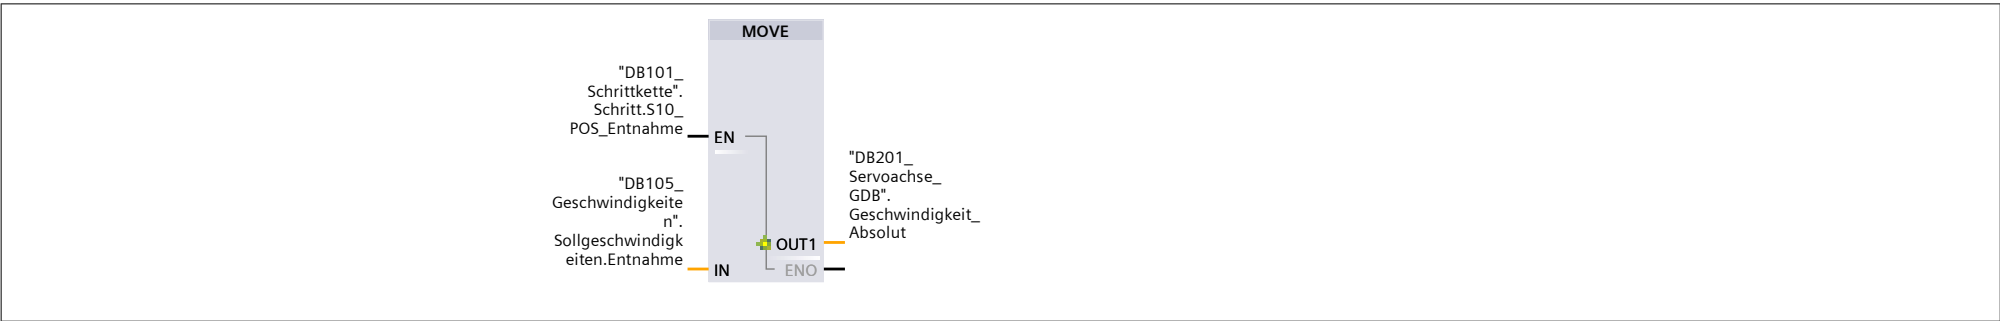 MOVE
"DB101_
Schrittkette".
Schritt.S10_
POS_Entnahme
EN
"DB105_
Geschwindigkeite
n".
Sollgeschwindigk
eiten.Entnahme
IN
"DB201_
Servoachse_
GDB".
Geschwindigkeit_
Absolut
OUT1
ENO